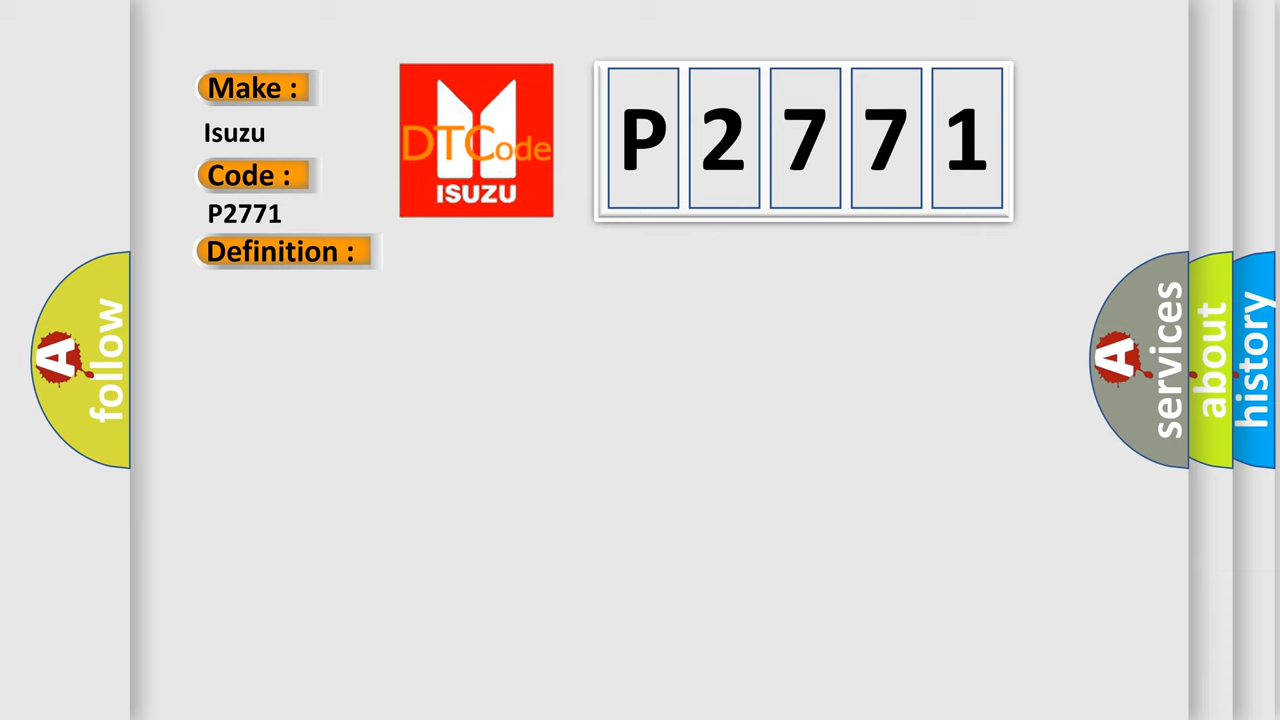 Make :
Isuzu
Code :
P2771
Definition :
DTCode
ISUZU
P 2 7 7 1
A follow
A services
about
history